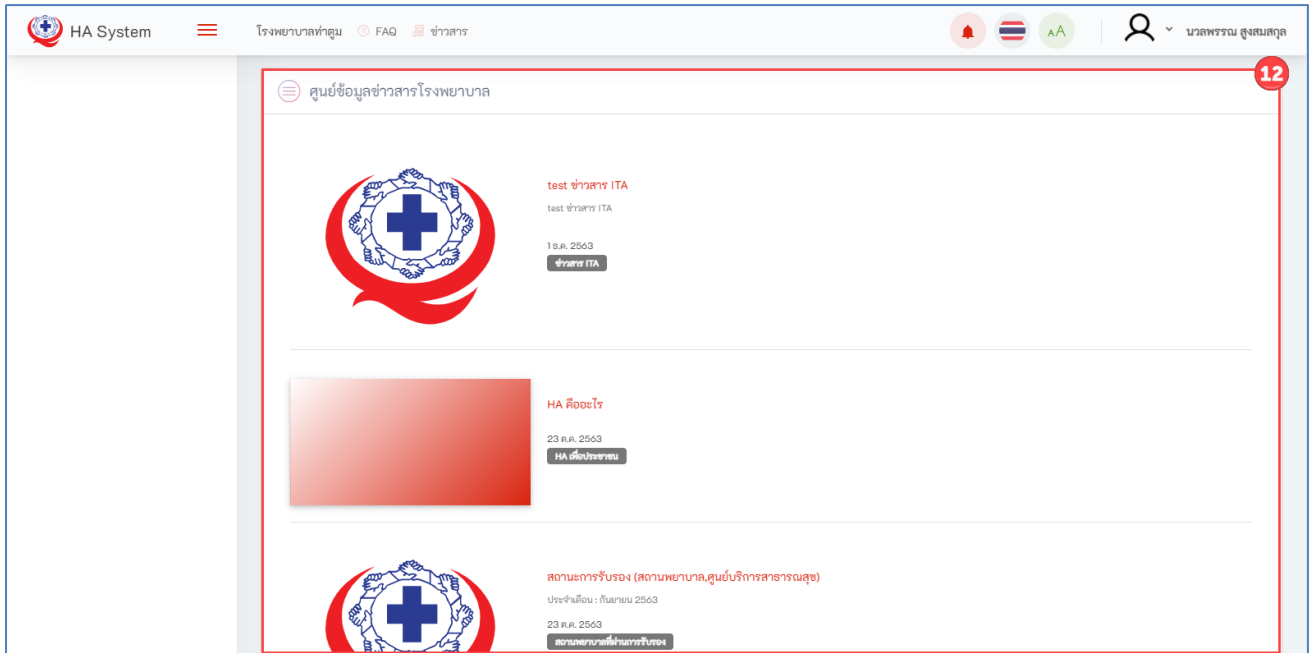 HA System
โรงพยาบาลท่าตูม
FAQ
ข่าวสาร
AA
นวลพรรณ สูงสมสกุล
12
ศูนย์ข้อมูลข่าวสารโรงพยาบาล
test ข่าวสาร ITA
test ข่าวสาร ITA
1 ธ.ค. 2563
ข่าวสาร ITA
HA คืออะไร
23 ต.ค. 2563
HA เพื่อประชาชน
สถานะการรับรอง (สถานพยาบาล,ศูนย์บริการสาธารณสุข)
ประจำเดือน : กันยายน 2563
23 ต.ค. 2563
สถานพยาบาลที่ผ่านการรับรอง